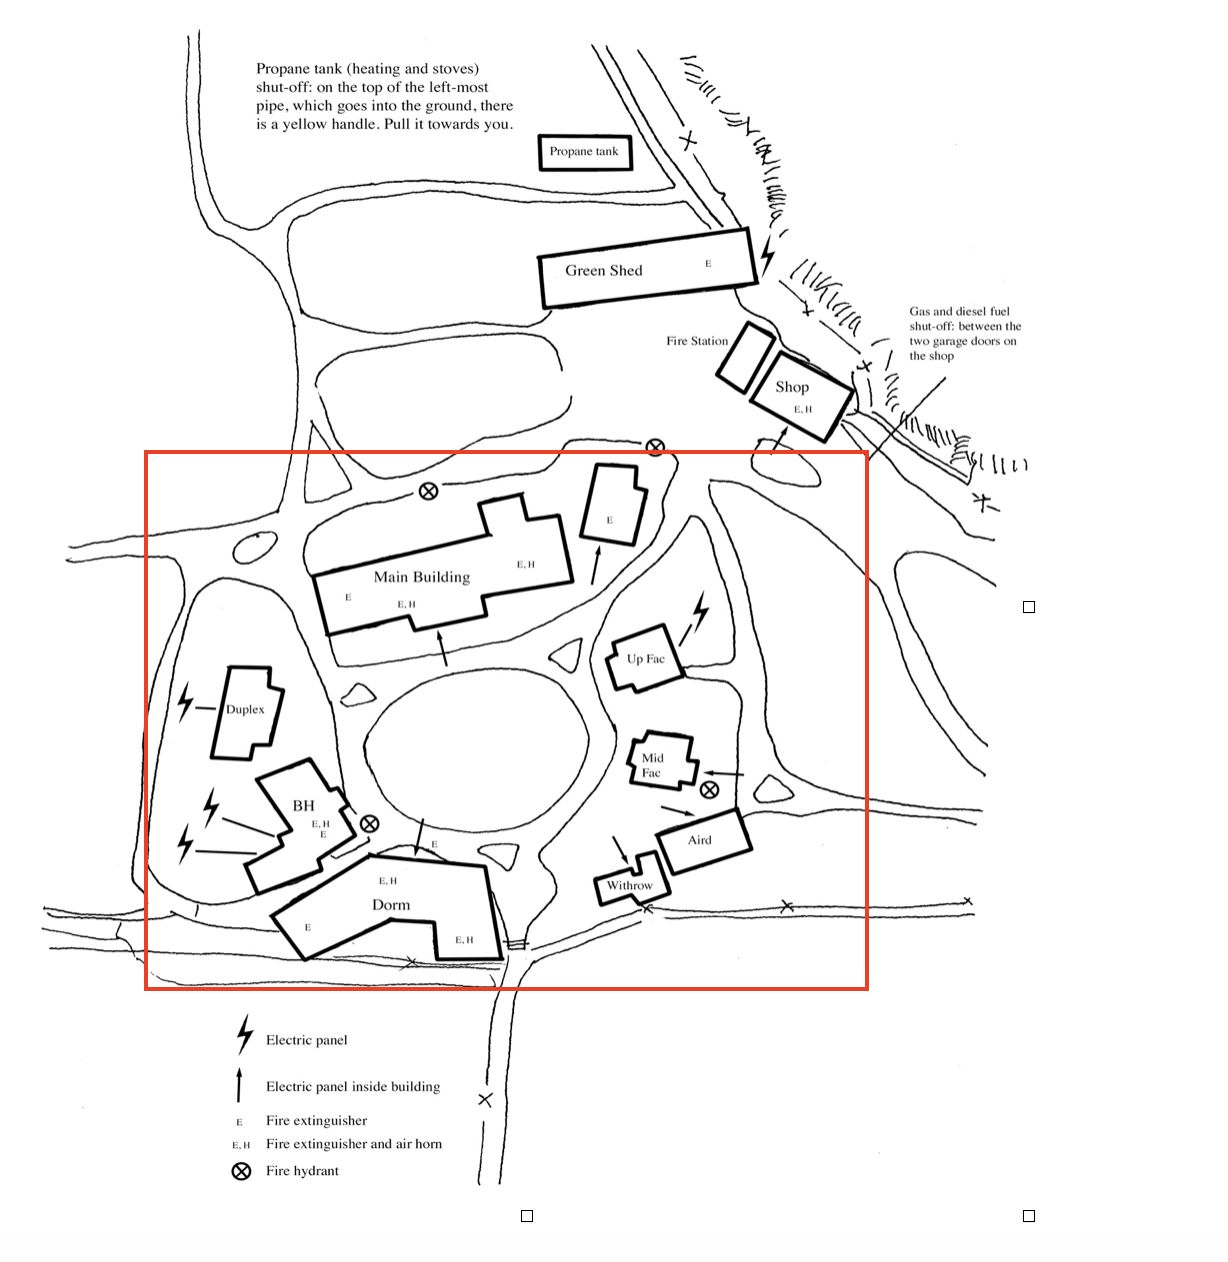 Propane tank (heating and stoves)
shut-off: on the top of the left-most
pipe, which goes into the ground, there
is a yellow handle. Pull it towards you.
Propane tank
Green Shed
E
Gas and diesel fuel
shut-off: between the
two garage doors on
the shop
Fire Station
Shop
E, H
E
Main Building
E, H
E
E, H
Up Fac
Duplex
Mid
Fac
BH
E, H
E
Aird
E
E, H
Withrow
Dorm
E
E, H
Electric panel
Electric panel inside building
E Fire extinguisher
E, H Fire extinguisher and air horn
Fire hydrant